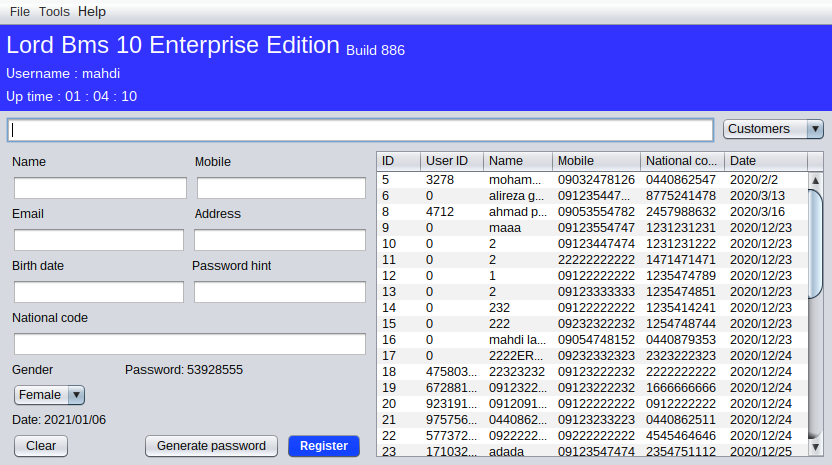 File Tools Help
Lord Bms 10 Enterprise Edition Build 886
Username : mahdi
Up time : 01 : 04 : 10
Customers
Name Mobile
Email Address
Birth date Password hint
National code
Gender Password: 53928555
Female
Date: 2021/01/06
Clear Generate password Register
ID User ID Name Mobile National co... Date
5 3278 moham... 09032478126 0440862547 2020/2/2
6 0 alireza g... 091235447... 8775241478 2020/3/13
8 4712 ahmad p... 09053554782 2457988632 2020/3/16
9 0 maaa 09123554747 1231231231 2020/12/23
10 0 2 09123447474 1231231222 2020/12/23
11 0 2 22222222222 1471471471 2020/12/23
12 0 1 09122222222 1235474789 2020/12/23
13 0 2 09123333333 1235474851 2020/12/23
14 0 232 09122222222 1235414241 2020/12/23
15 0 222 09232322232 1254748744 2020/12/23
16 0 mahdi la... 09054748152 0440879353 2020/12/23
17 0 2222ER... 09232332323 2323222323 2020/12/24
18 475803... 22323232 09123222232 2222222222 2020/12/24
19 672881... 0912322... 09123222232 1666666666 2020/12/24
20 923191... 0912091... 09122222222 0912222222 2020/12/24
21 975756... 0440862... 09123233223 0440862511 2020/12/24
22 577372... 0922222... 09222222222 4545464646 2020/12/24
23 171032... adada 09123547474 2354751112 2020/12/25